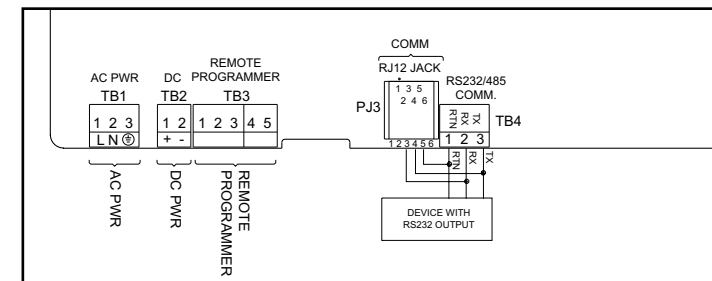 COMM
REMOTE
RJ12 JACK
AC PWR DC PROGRAMMER
RS232/485
COMM.
TB1 TB2 TB3
1 3 5
2 4 6
PJ3
RTN RX TX
TB4
1 2 3 1 2 1 2 3 4 5
1 2 3
L N + -
1 2 3 4 5 6
RTN RX TX
AC PWR
DC PWR
REMOTE
PROGRAMMER
DEVICE WITH
RS232 OUTPUT